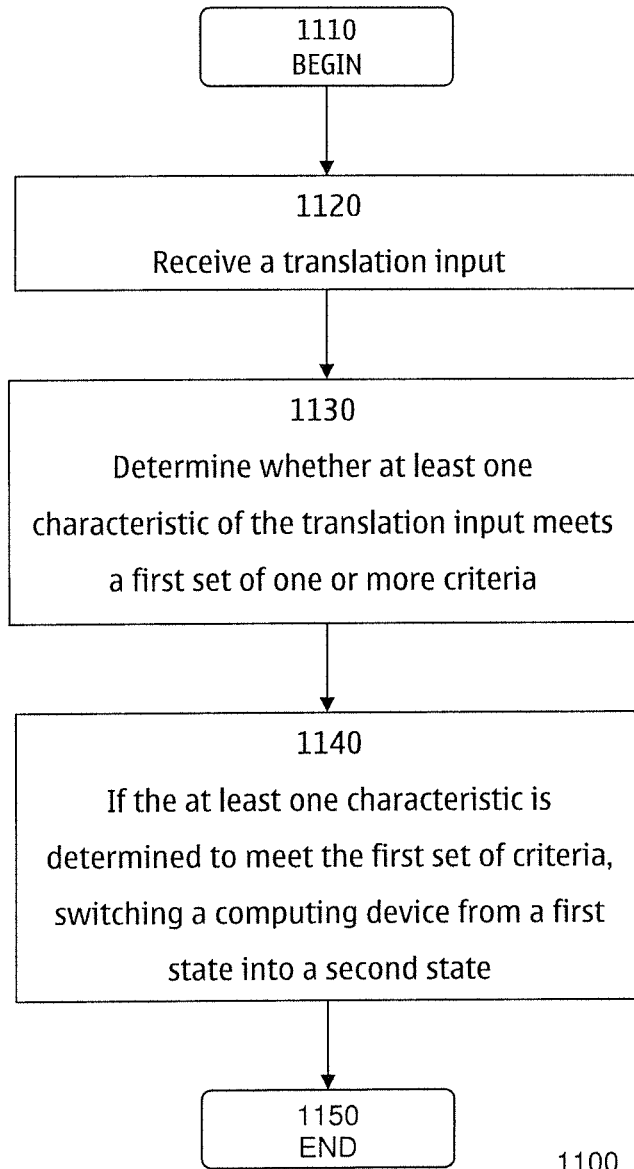 1110
BEGIN
1120
Receive a translation input
1130
Determine whether at least one
characteristic of the translation input meets
a first set of one or more criteria
1140
If the at least one characteristic is
determined to meet the first set of criteria,
switching a computing device from a first
state into a second state
1150
END
1100